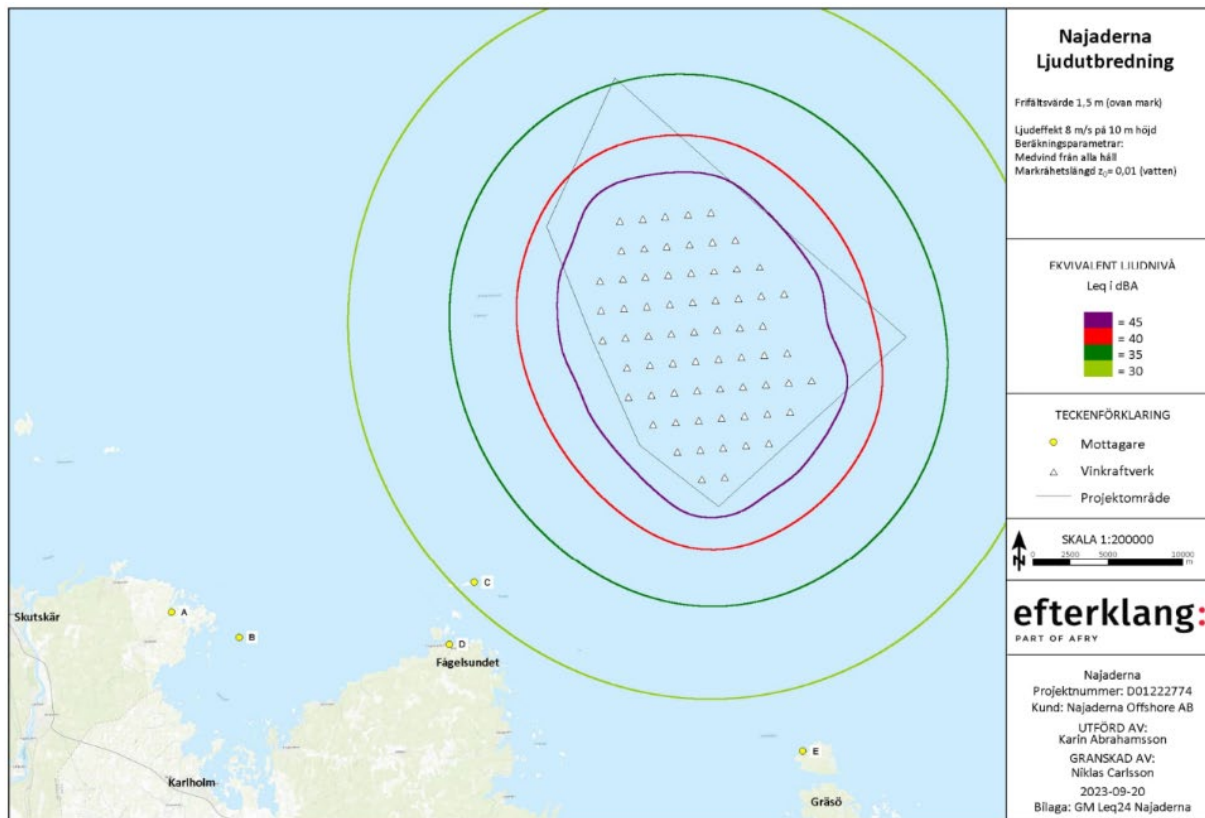 Najaderna
Ljudutbredning
Frifältsvärde 1,5 m (ovan mark)
Ljudeffekt 8 m/s på 10 m höjd
Beräkningsparametrar:
Medvind från alla håll
Markråhetslängd z0= 0,01 (vatten)
EKVIVALENT LJUDNIVÅ
Leq i dBA
= 45
= 40
= 35
= 30
TECKENFÖRKLARING
Mottagare
Vinkraftverk
Projektområde
SKALA 1:200000
N
0 2500 5000 10000
m
efterklang:
PART OF AFRY
Najaderna
Projektnummer: D01222774
Kund: Najaderna Offshore AB
UTFÖRD AV:
Karin Abrahamsson
GRANSKAD AV:
Niklas Carlsson
2023-09-20
Bilaga: GM Leq24 Najaderna
C
A
Skutskär
B
D
Fågelsundet
E
Karlholm
Gräsö